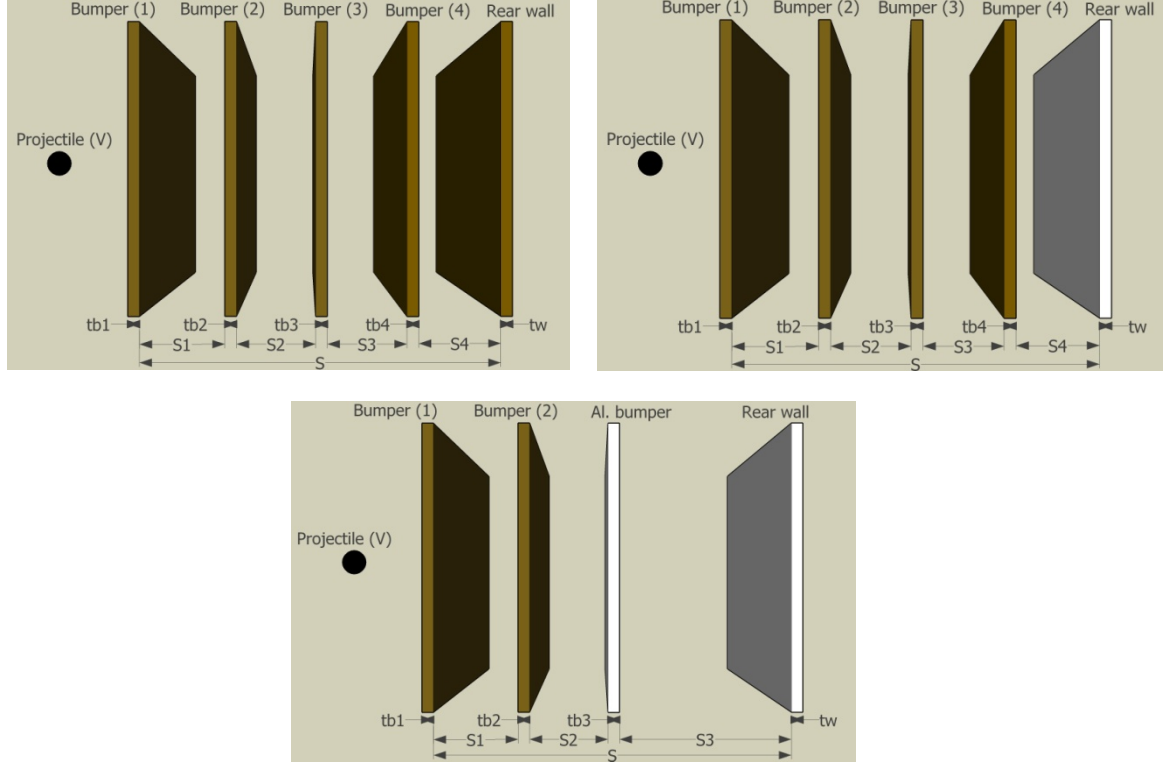 Bumper (1) Bumper (2) Bumper (3) Bumper (4) Rear wall
Projectile (V)
tb1 tb2 tb3 tb4 tw
S1 S2 S3 S4
S
Bumper (1) Bumper (2) Bumper (3) Bumper (4) Rear wall
Projectile (V)
tb1 tb2 tb3 tb4 tw
S1 S2 S3 S4
S
Bumper (1) Bumper (2) Al. bumper Rear wall
Projectile (V)
tb1 tb2 tb3 tw
S1 S2 S3
S